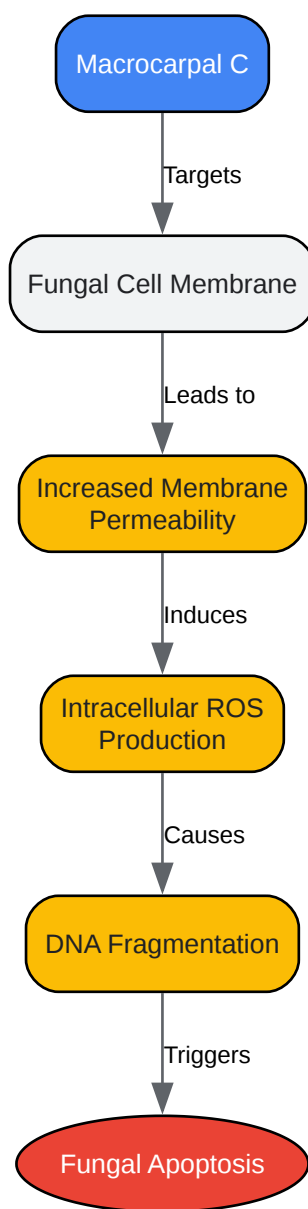 Macrocarpal C
Targets
Fungal Cell Membrane
Leads to
Increased Membrane
Permeability
Induces
Intracellular ROS
Production
Causes
DNA Fragmentation
Triggers
Fungal Apoptosis